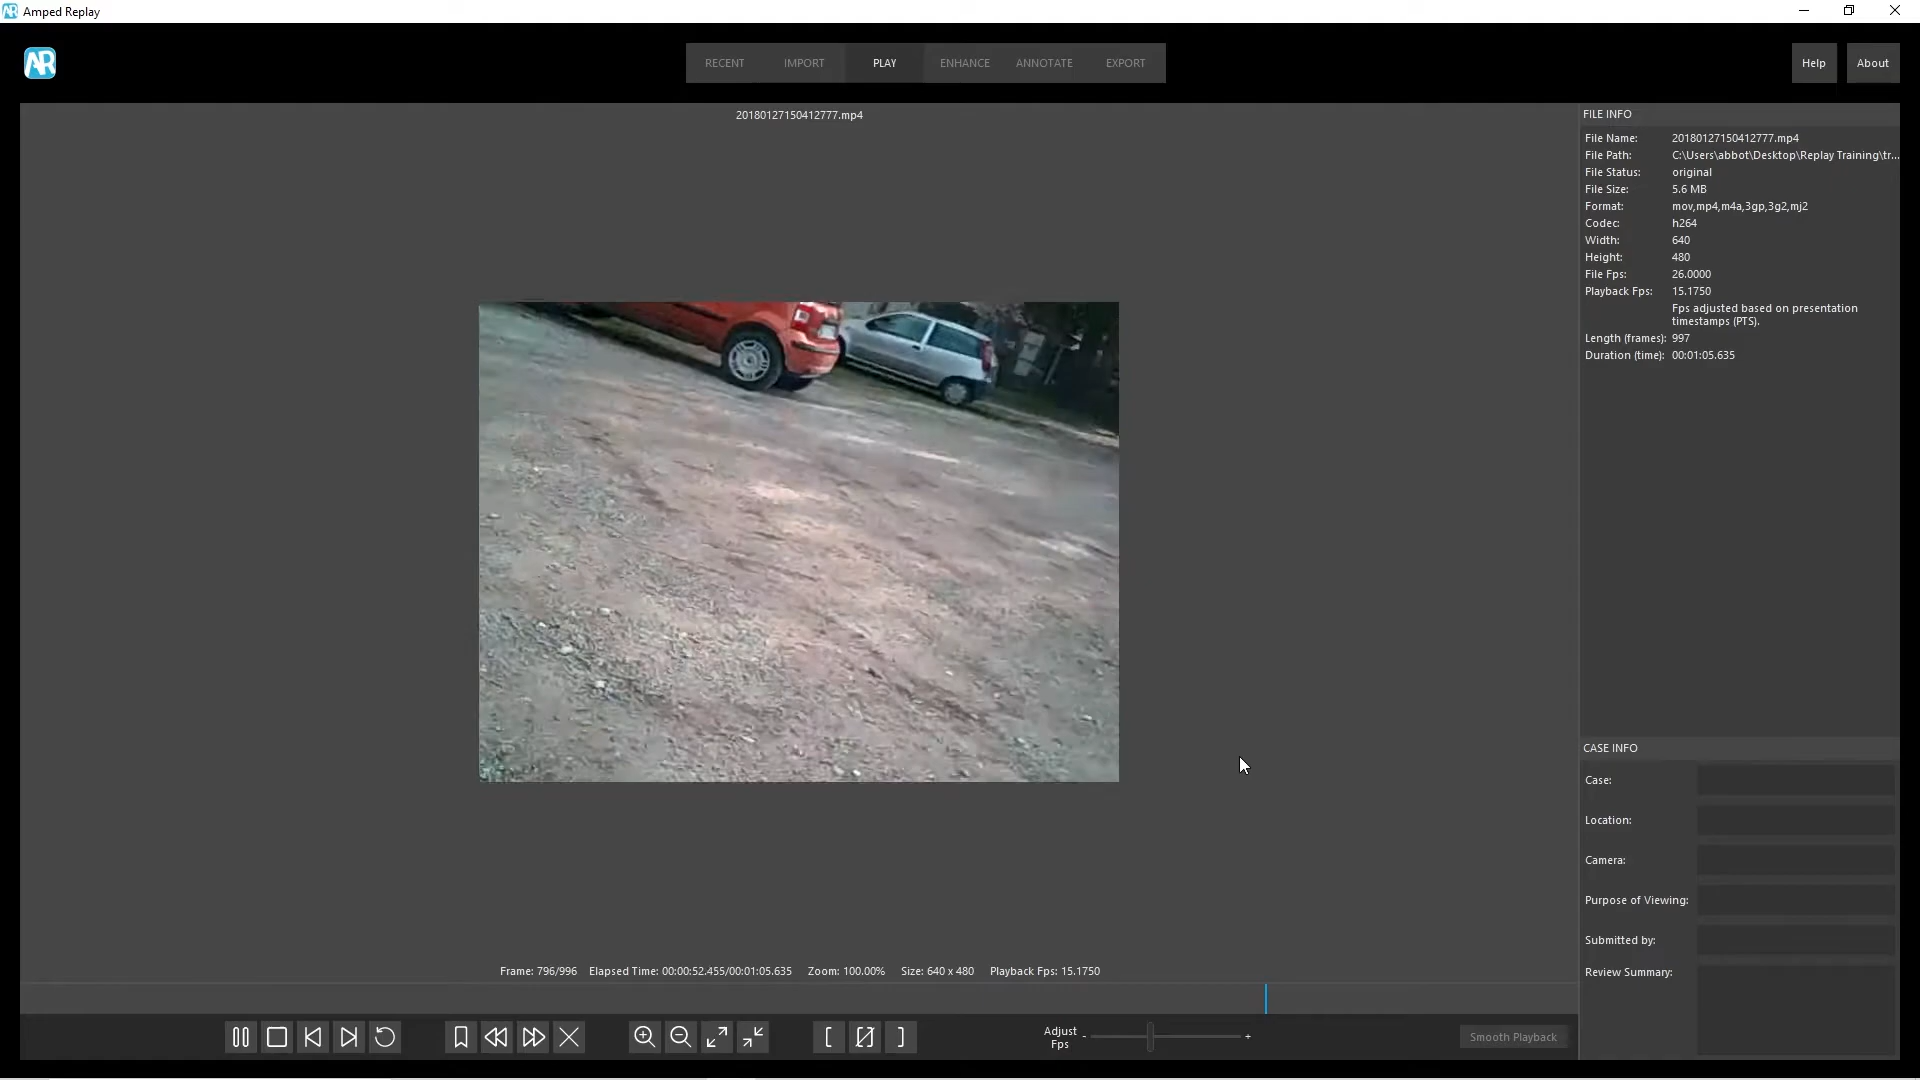 Amped Replay
AR
RECENT
IMPORT
PLAY
ENHANCE
ANNOTATE
EXPORT
Help
About
20180127150412777.mp4
FILE INFO
File Name: 20180127150412777.mp4
File Path: C:\Users\abbot\Desktop\Replay Training\tr...
File Status: original
File Size: 5.6 MB
Format: mov,mp4,m4a,3gp,3g2,mj2
Codec: h264
Width: 640
Height: 480
File Fps: 26.0000
Playback Fps: 15.1750
Fps adjusted based on presentation
timestamps (PTS).
Length (frames): 997
Duration (time): 00:01:05.635
CASE INFO
Case:
Location:
Camera:
Purpose of Viewing:
Submitted by:
Review Summary:
Frame: 796/996 Elapsed Time: 00:00:52.455/00:01:05.635 Zoom: 100.00% Size: 640 x 480 Playback Fps: 15.1750
Adjust
Fps
- +
Smooth Playback